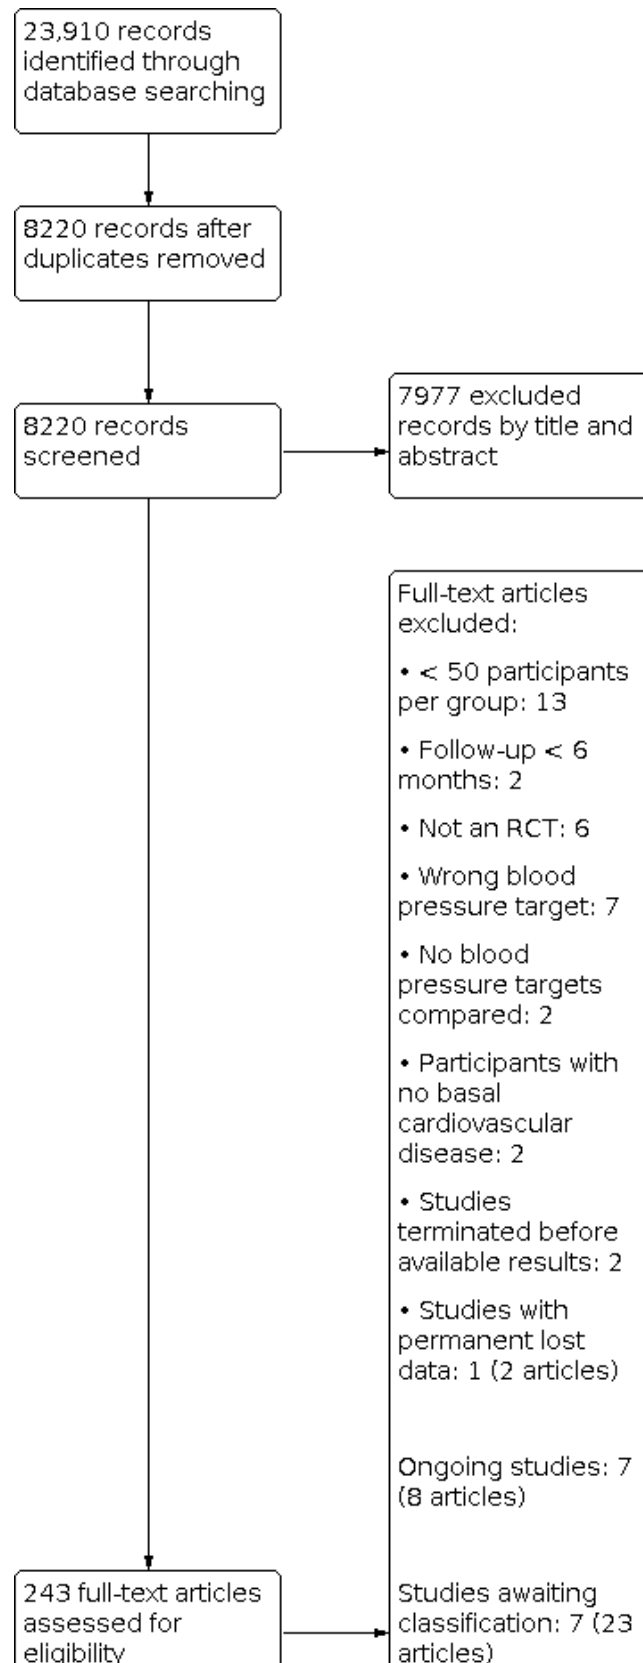 23,910 records
identified through
database searching
8220 records after
duplicates removed
8220 records
screened
7977 excluded
records by title and
abstract
Full-text articles
excluded:
• < 50 participants
per group: 13
• Follow-up < 6
months: 2
• Not an RCT: 6
• Wrong blood
pressure target: 7
• No blood
pressure targets
compared: 2
• Participants with
no basal
cardiovascular
disease: 2
• Studies
terminated before
available results: 2
• Studies with
permanent lost
data: 1 (2 articles)
Ongoing studies: 7
(8 articles)
Studies awaiting
classification: 7 (23
articles)
243 full-text articles
assessed for
eligibility